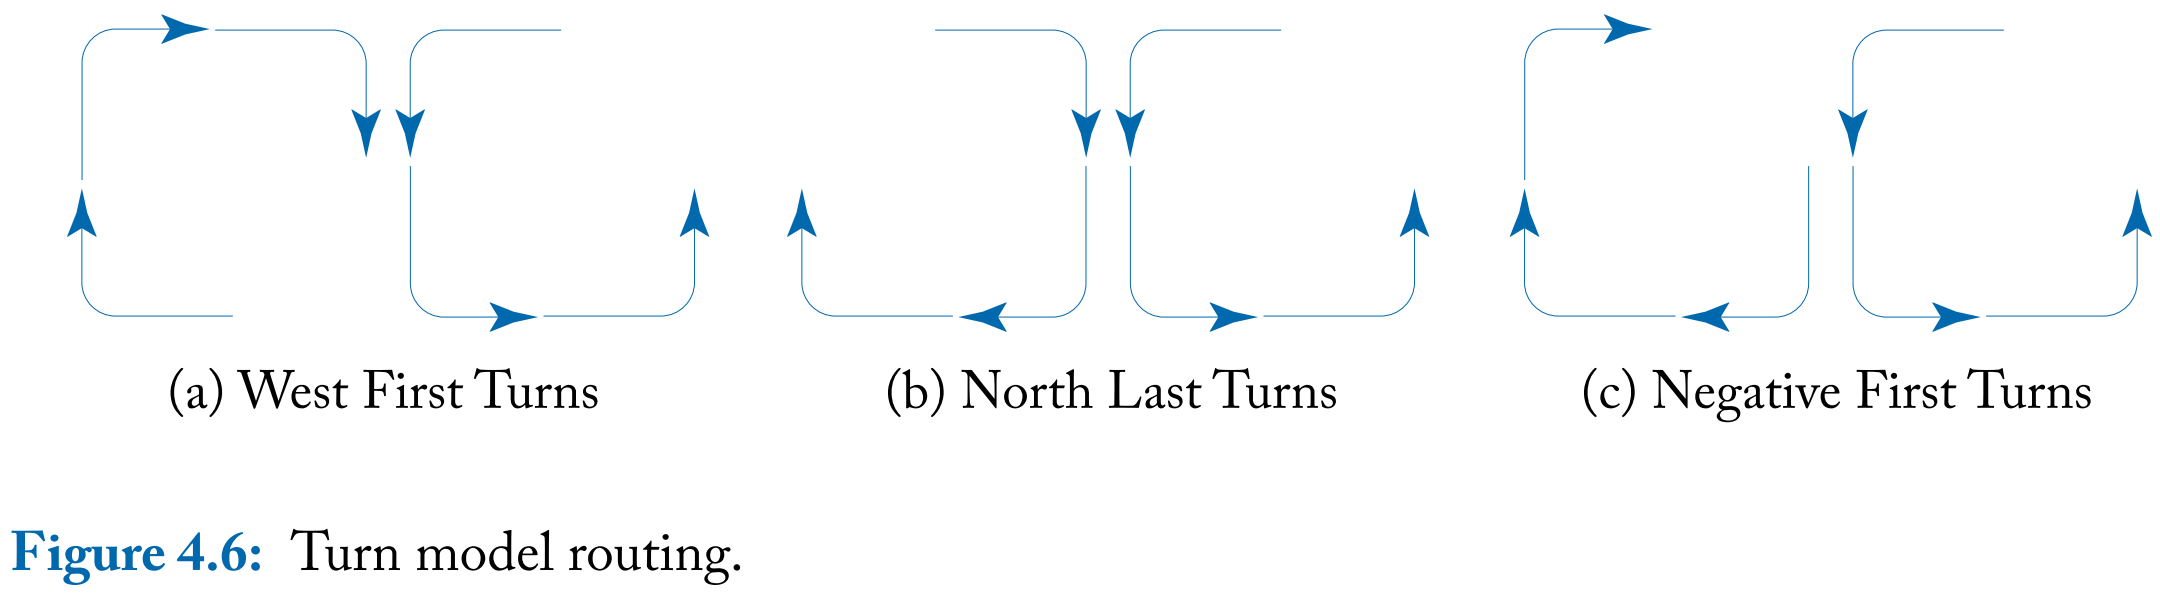 (a) West First Turns
(b) North Last Turns
(c) Negative First Turns
Figure 4.6: Turn model routing.